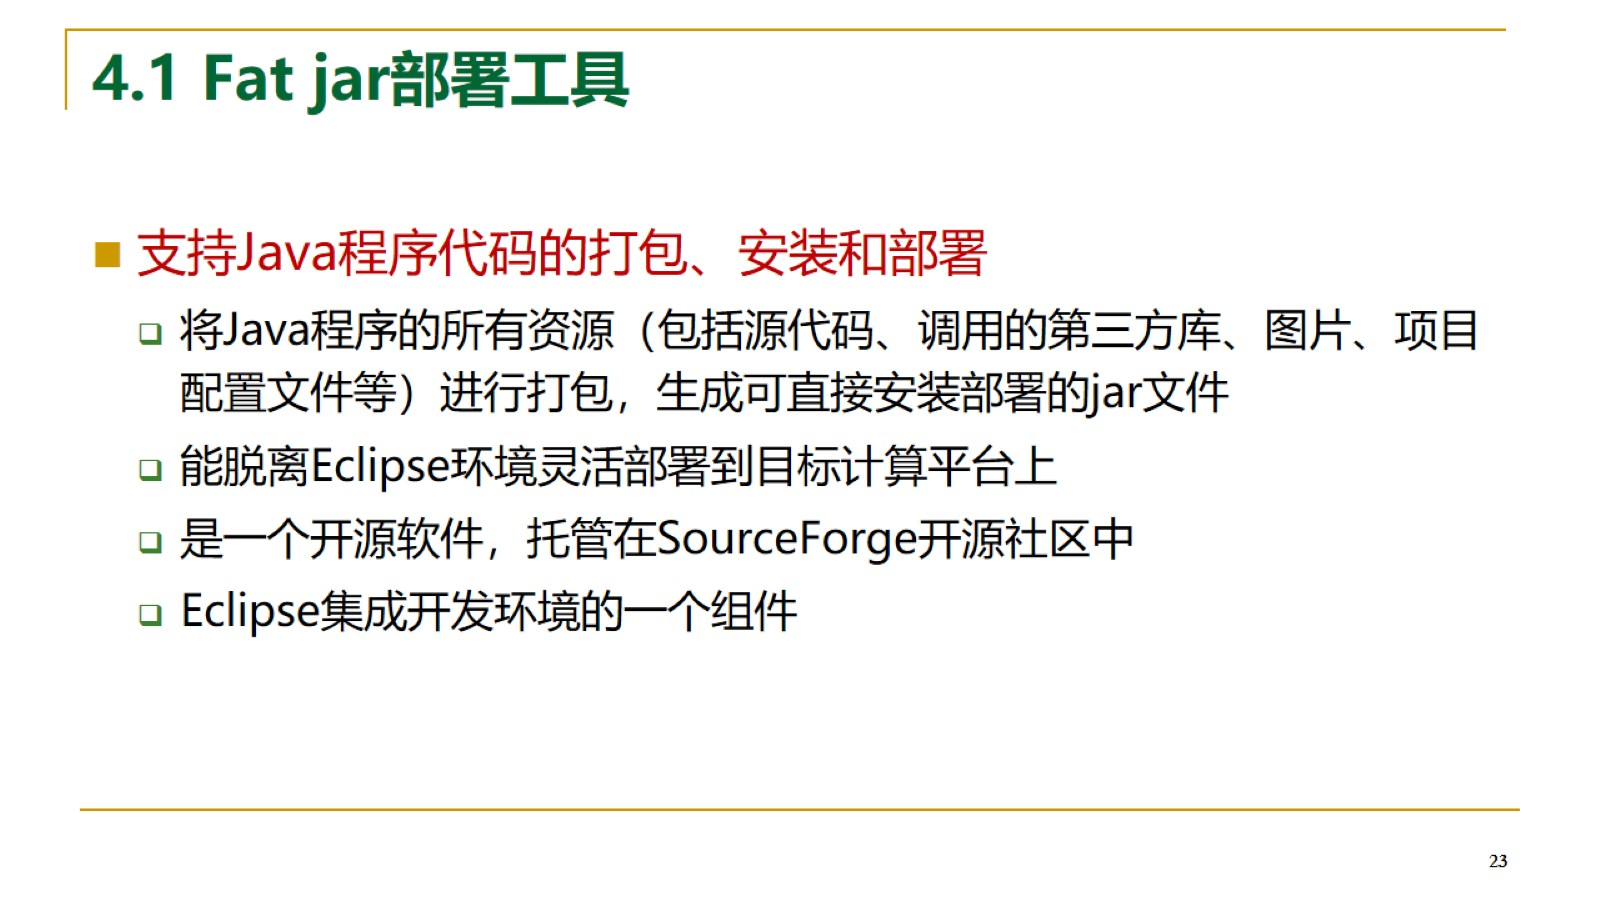 4.1 Fat jar部署工具
支持Java程序代码的打包、安装和部署
将Java程序的所有资源（包括源代码、调用的第三方库、图片、项目
配置文件等）进行打包，生成可直接安装部署的jar文件
能脱离Eclipse环境灵活部署到目标计算平台上
是一个开源软件，托管在SourceForge开源社区中
Eclipse集成开发环境的一个组件
23